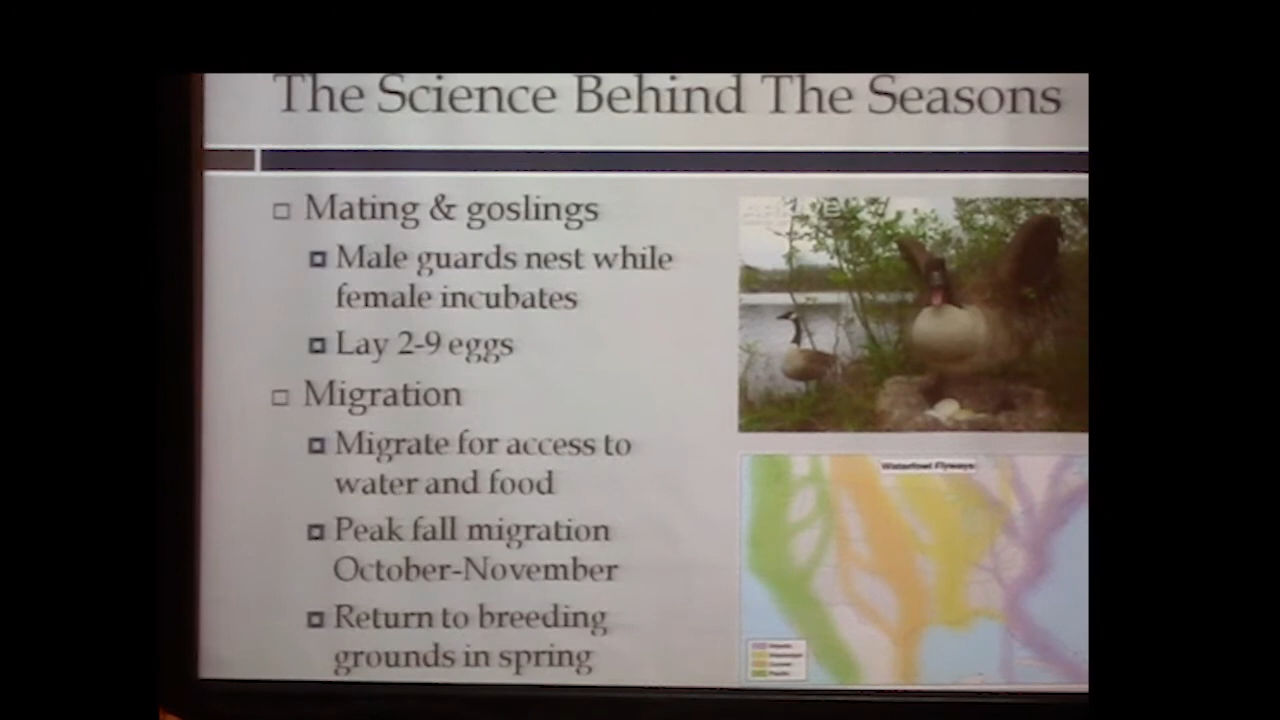 The Science Behind The Seasons
Mating & goslings
Male guards nest while
female incubates
Lay 2-9 eggs
Migration
Migrate for access to
water and food
Peak fall migration
October-November
Return to breeding
grounds in spring
Waterfowl Flyways